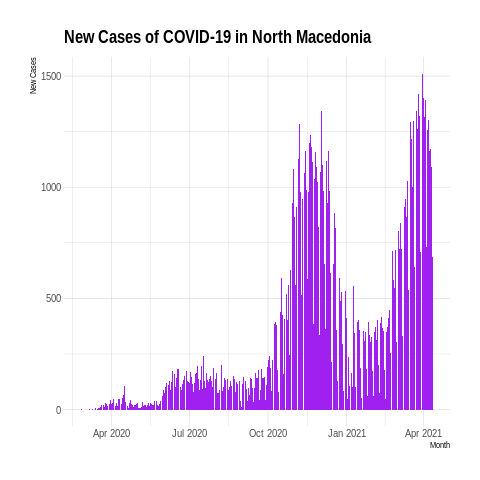 New Cases of COVID-19 in North Macedonia
New Cases
1500
1000
500
0
Apr 2020 Jul 2020 Oct 2020 Jan 2021 Apr 2021
Month